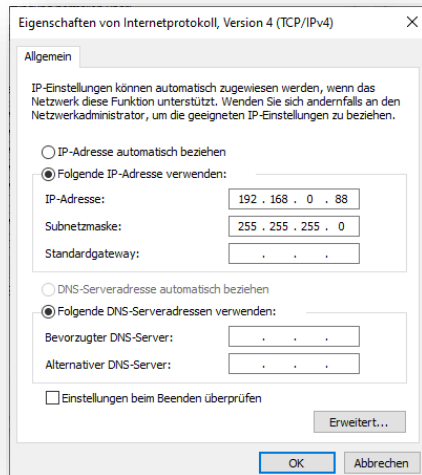 Eigenschaften von Internetprotokoll, Version 4 (TCP/IPv4)
Allgemein
IP-Einstellungen können automatisch zugewiesen werden, wenn das
Netzwerk diese Funktion unterstützt. Wenden Sie sich andernfalls an den
Netzwerkadministrator, um die geeigneten IP-Einstellungen zu beziehen.
IP-Adresse automatisch beziehen
Folgende IP-Adresse verwenden:
IP-Adresse: 192 . 168 . 0 . 88
Subnetzmaske: 255 . 255 . 255 . 0
Standardgateway: . . .
DNS-Serveradresse automatisch beziehen
Folgende DNS-Serveradressen verwenden:
Bevorzugter DNS-Server: . . .
Alternativer DNS-Server: . . .
Einstellungen beim Beenden überprüfen
Erweitert...
OK Abbrechen